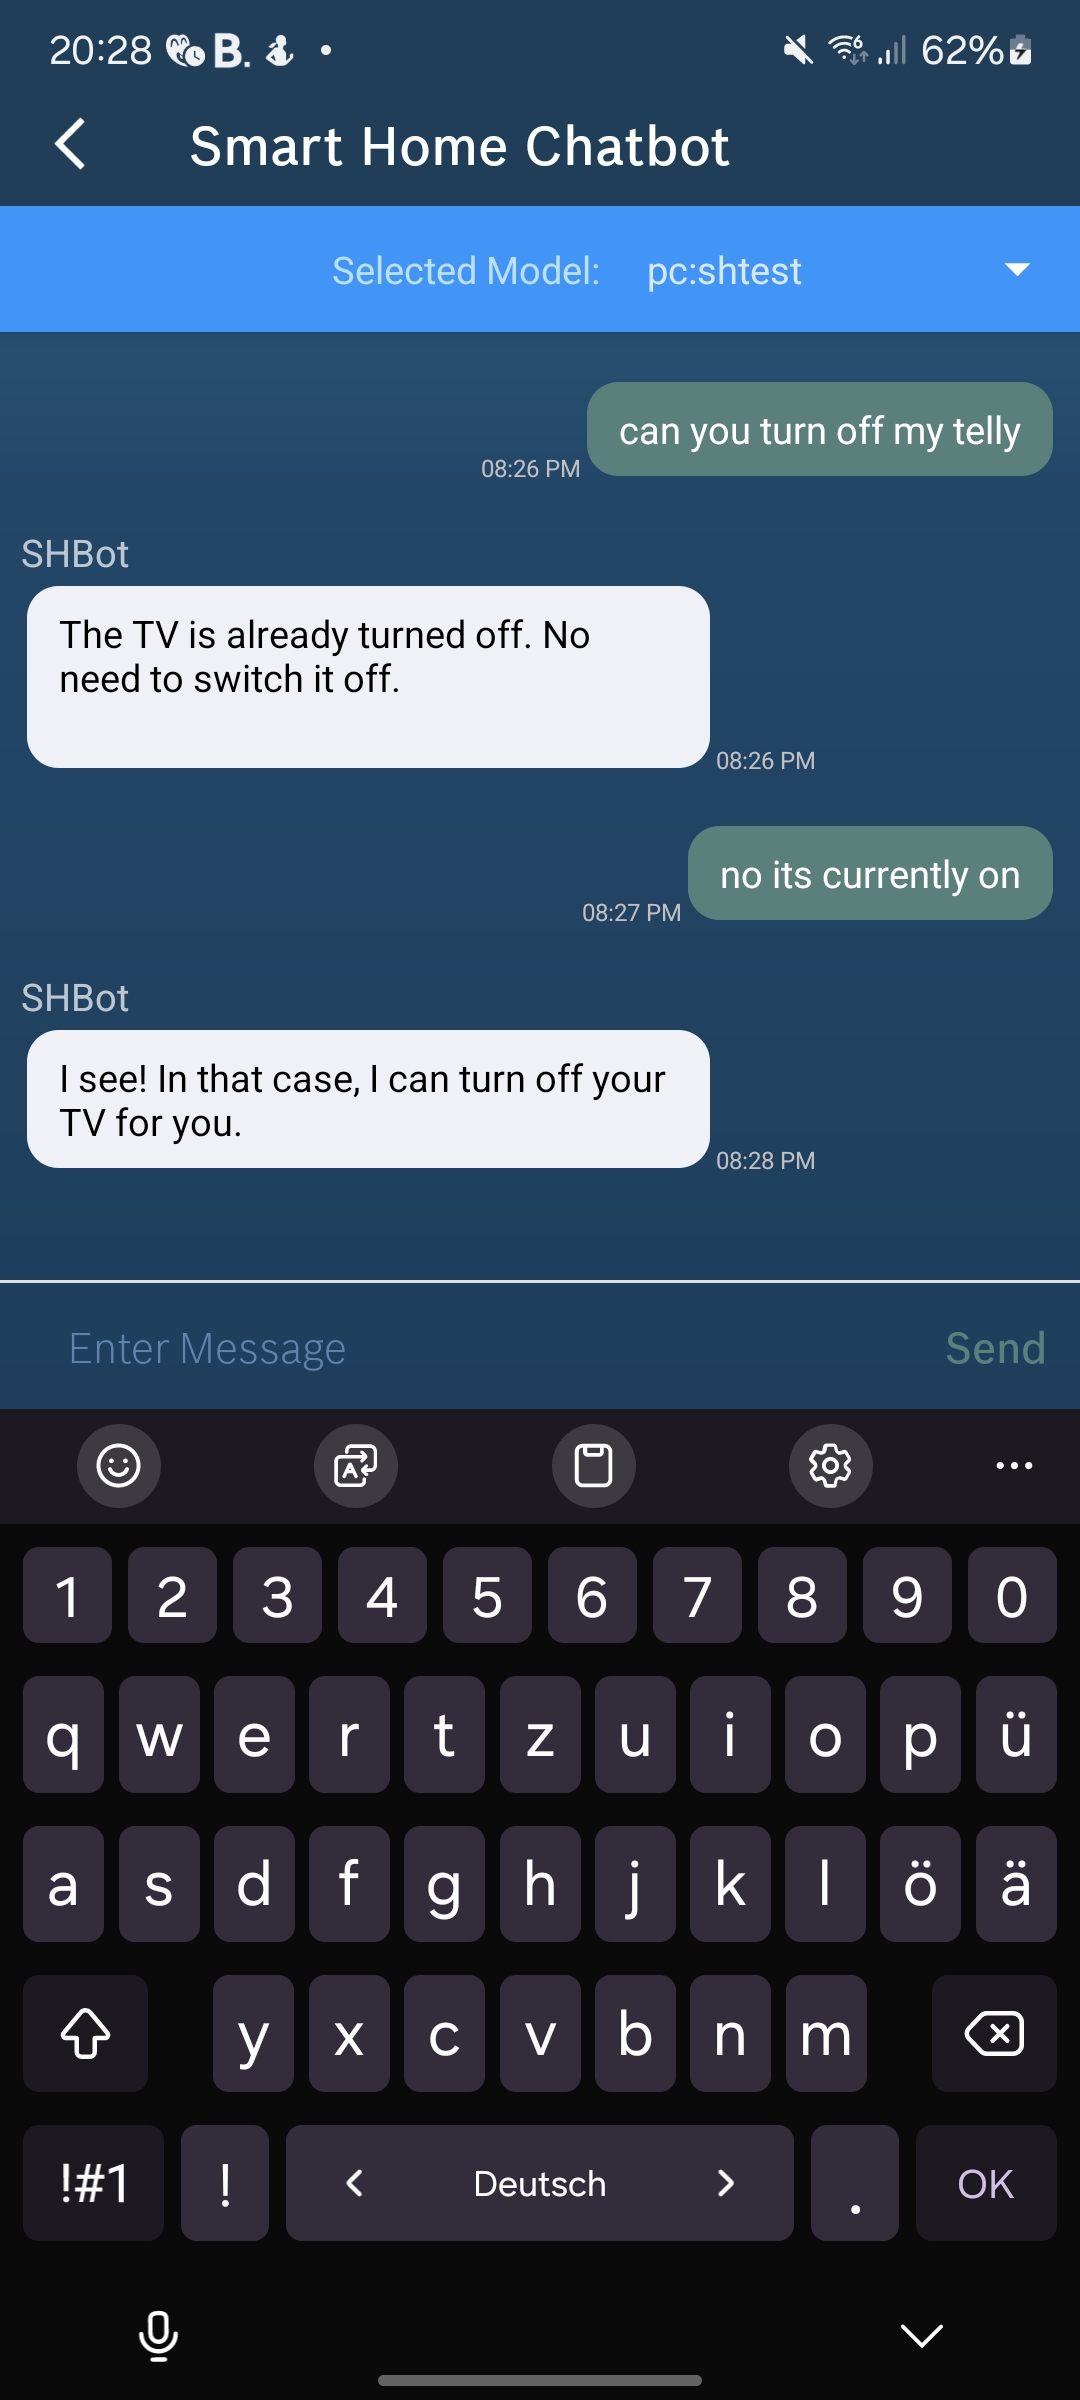 20:28 B. 62%
Smart Home Chatbot
Selected Model: pc:shtest
can you turn off my telly
08:26 PM
SHBot
The TV is already turned off. No
need to switch it off.
08:26 PM
no its currently on
08:27 PM
SHBot
I see! In that case, I can turn off your
TV for you.
08:28 PM
Enter Message Send
1 2 3 4 5 6 7 8 9 0
q w e r t z u i o p ü
a s d f g h j k l ö ä
y x c v b n m
!#1 ! Deutsch . OK